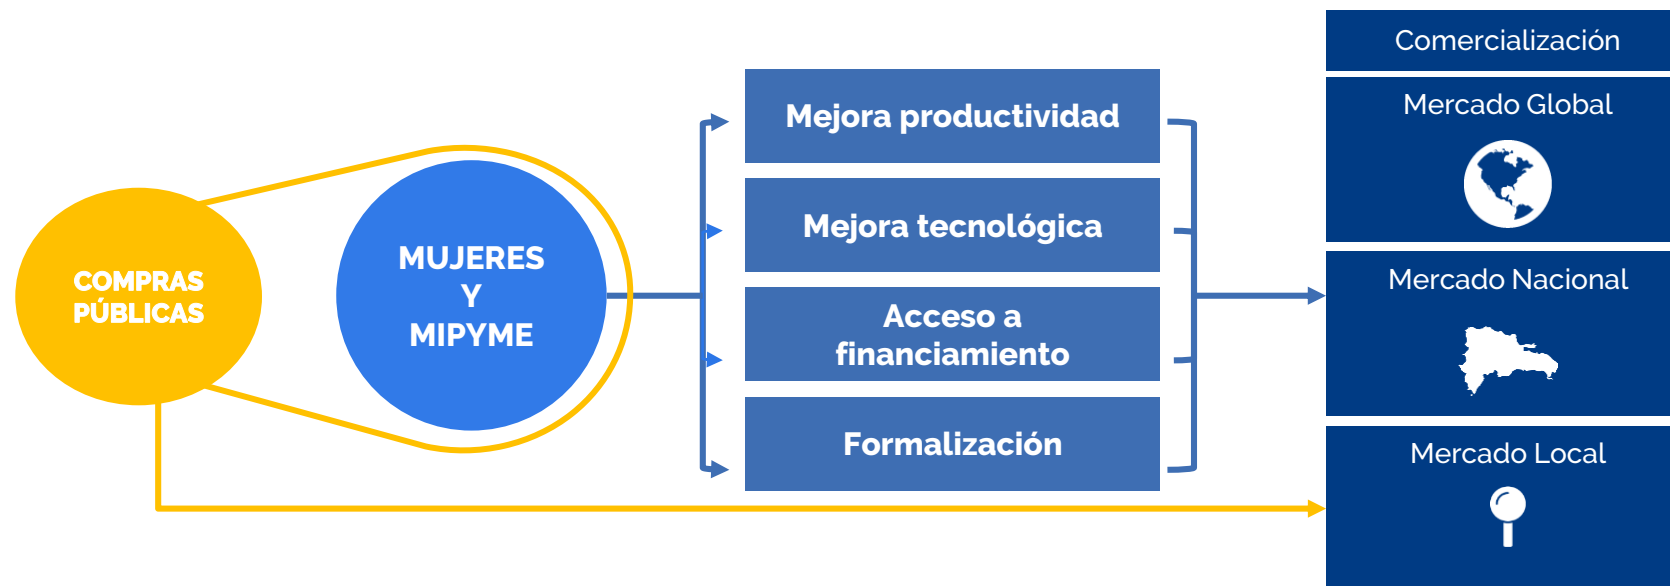 COMPRAS
PÚBLICAS
MUJERES
Y
MIPYME
Mejora productividad
Mejora tecnológica
Acceso a
financiamiento
Formalización
Comercialización
Mercado Global
Mercado Nacional
Mercado Local